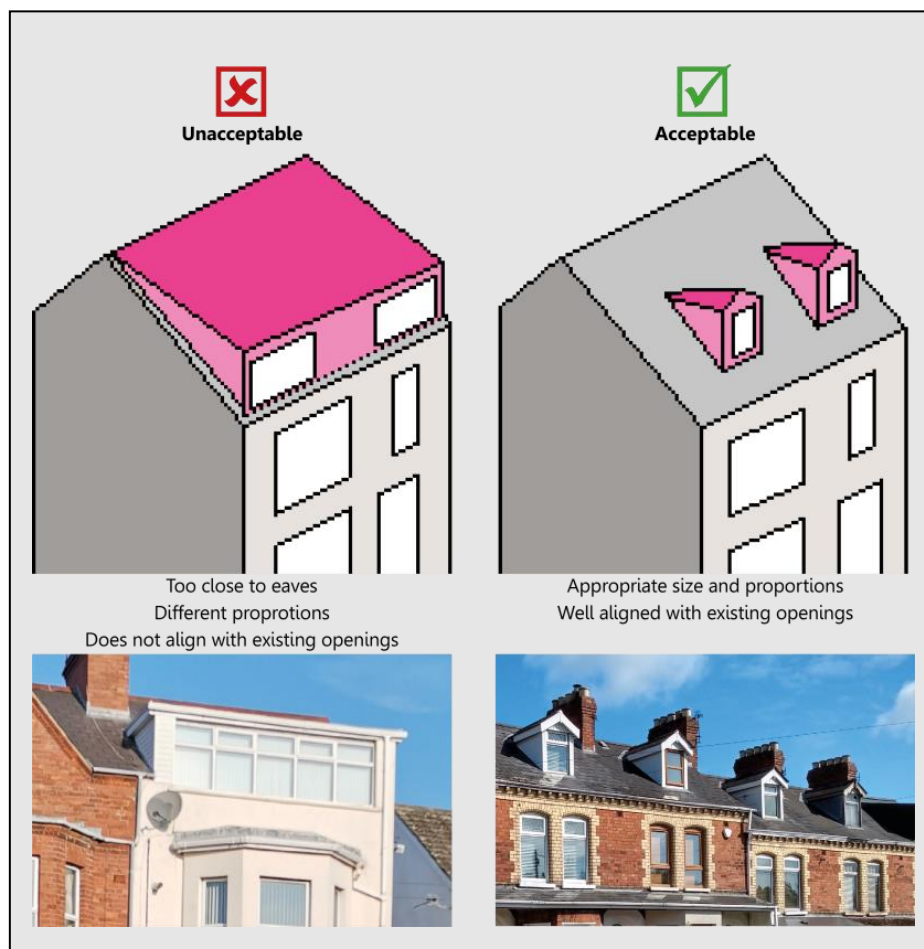 Unacceptable
Acceptable
Too close to eaves
Different proprotions
Does not align with existing openings
Appropriate size and proportions
Well aligned with existing openings